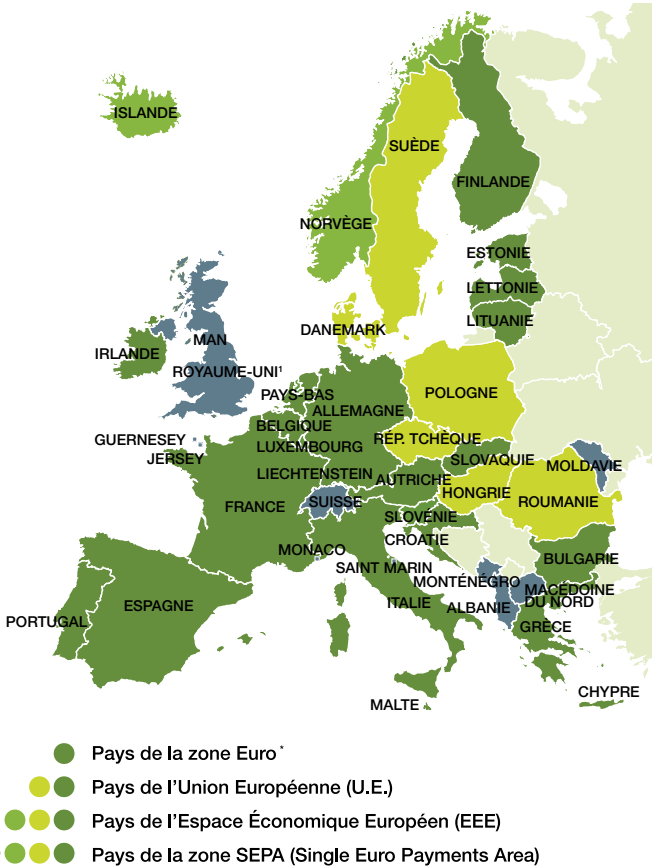 ISLANDE
SUÈDE
FINLANDE
NORVÈGE
ESTONIE
LETTONIE
LITUANIE
DANEMARK
MAN
IRLANDE
ROYAUME-UNI¹
PAYS-BAS
POLOGNE
ALLEMAGNE
BELGIQUE
RÉP. TCHÈQUE
GUERNESEY
LUXEMBOURG
JERSEY
SLOVAQUIE
MOLDAVIE
LIECHTENSTEIN
AUTRICHE
HONGRIE
SUISSE
ROUMANIE
FRANCE
SLOVÉNIE
CROATIE
MONACO
BULGARIE
SAINT MARIN
MONTÉNÉGRO
MACÉDOINE
DU NORD
ESPAGNE
ITALIE
ALBANIE
PORTUGAL
GRÈCE
CHYPRE
MALTE
Pays de la zone Euro*
Pays de l'Union Européenne (U.E.)
Pays de l'Espace Économique Européen (EEE)
Pays de la zone SEPA (Single Euro Payments Area)